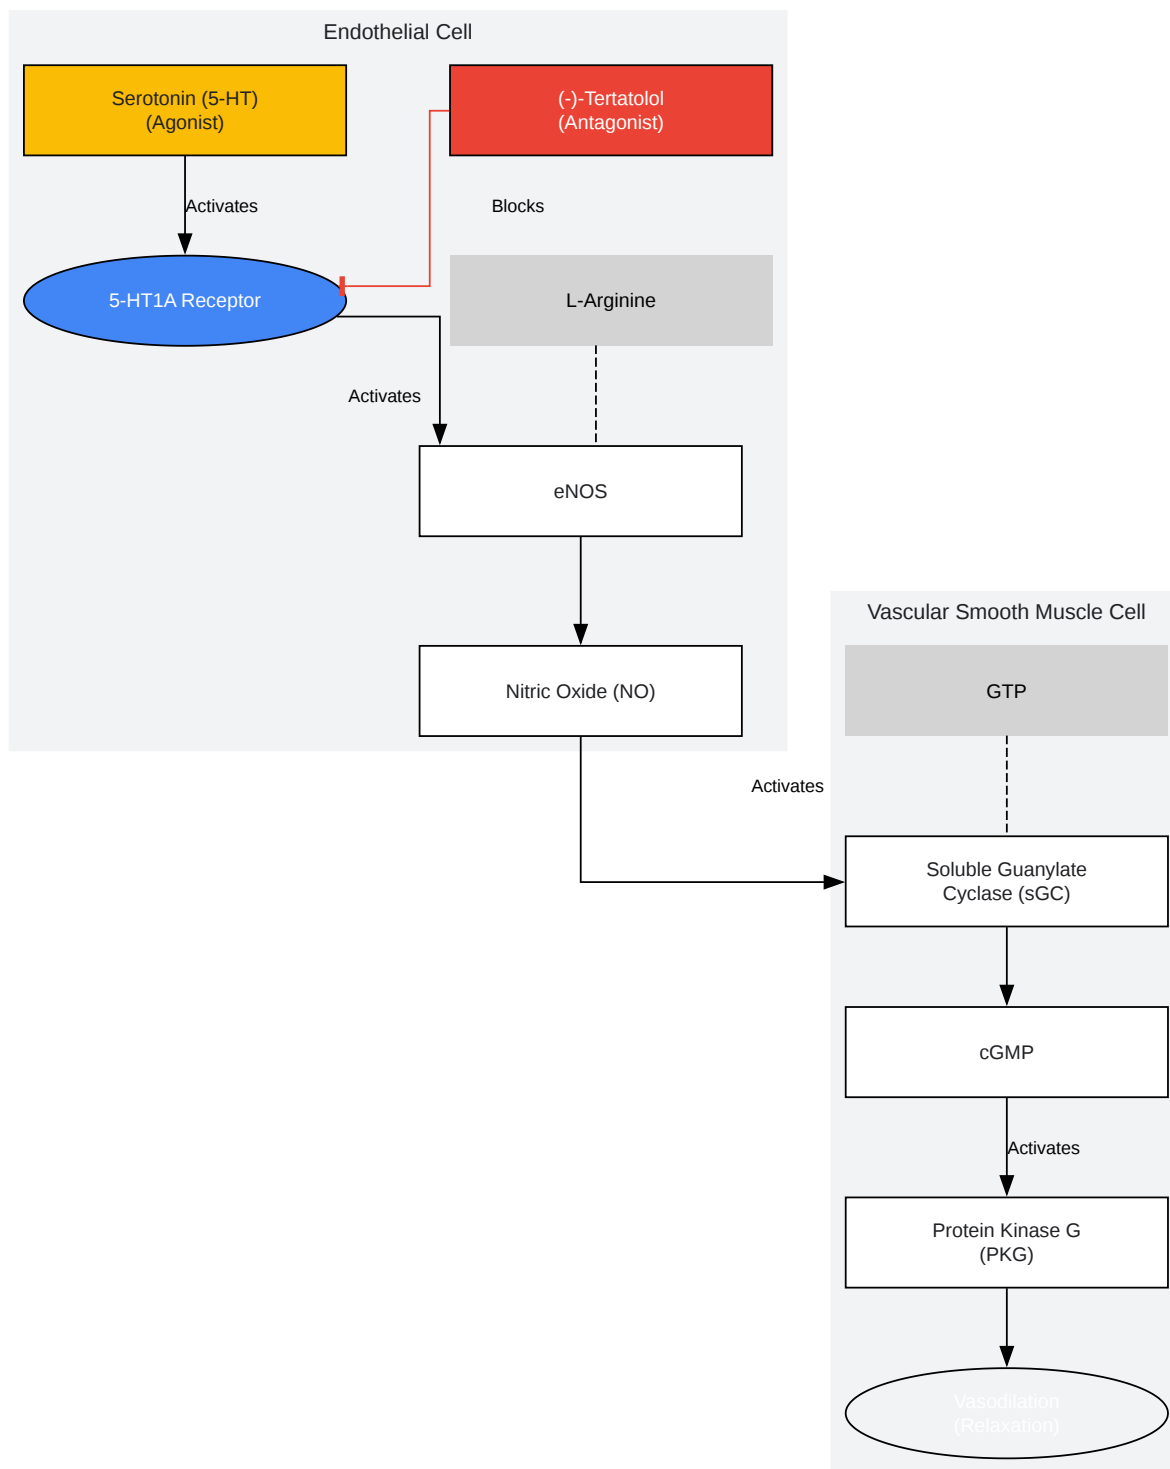 Endothelial Cell
Serotonin (5-HT)
(Agonist)
(-)-Tertatolol
(Antagonist)
Activates
Blocks
5-HT1A Receptor
L-Arginine
Activates
eNOS
Nitric Oxide (NO)
Vascular Smooth Muscle Cell
GTP
Activates
Soluble Guanylate
Cyclase (sGC)
cGMP
Activates
Protein Kinase G
(PKG)
Vasodilation
(Relaxation)